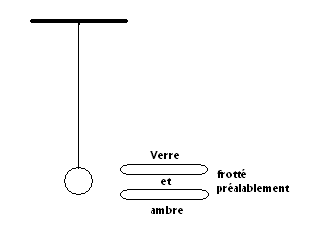 Verre
et
ambre
frotté
préalablement